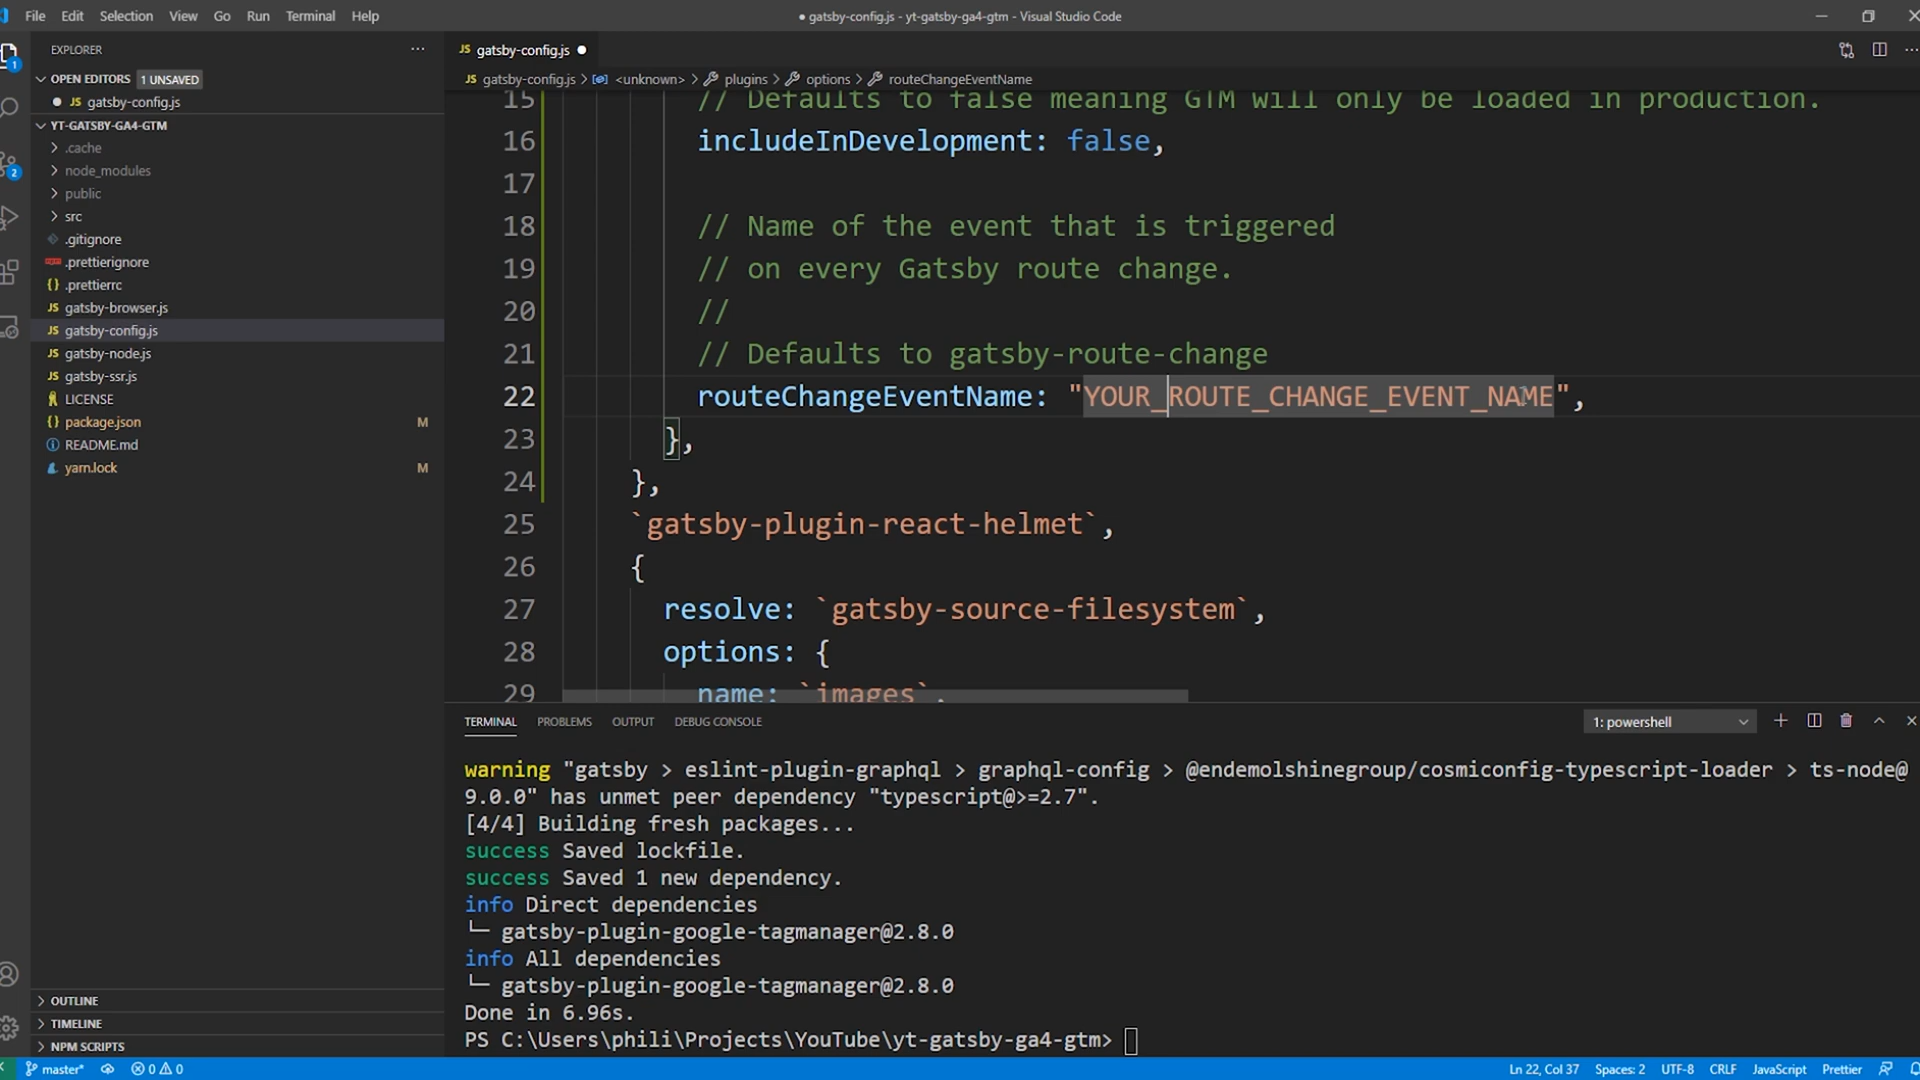 File Edit Selection View Go Run Terminal Help
● gatsby-config.js - yt-gatsby-ga4-gtm - Visual Studio Code
EXPLORER
OPEN EDITORS 1 UNSAVED
JS gatsby-config.js
YT-GATSBY-GA4-GTM
.cache
node_modules
public
src
.gitignore
.prettierignore
{} .prettierrc
JS gatsby-browser.js
JS gatsby-config.js
JS gatsby-node.js
JS gatsby-ssr.js
LICENSE
{} package.json M
README.md
yarn.lock M
OUTLINE
TIMELINE
NPM SCRIPTS
1
2
JS gatsby-config.js ●
JS gatsby-config.js > <unknown> > plugins > options > routeChangeEventName
15 // Defaults to false meaning GTM will only be loaded in production.
16 includeInDevelopment: false,
17
18 // Name of the event that is triggered
19 // on every Gatsby route change.
20 //
21 // Defaults to gatsby-route-change
22 routeChangeEventName: "YOUR_ROUTE_CHANGE_EVENT_NAME",
23 },
24 },
25 `gatsby-plugin-react-helmet`,
26 {
27 resolve: `gatsby-source-filesystem`,
28 options: {
29 name: `images`,
TERMINAL PROBLEMS OUTPUT DEBUG CONSOLE 1: powershell
warning "gatsby > eslint-plugin-graphql > graphql-config > @endemolshinegroup/cosmiconfig-typescript-loader > ts-node@
9.0.0" has unmet peer dependency "typescript@>=2.7".
[4/4] Building fresh packages...
success Saved lockfile.
success Saved 1 new dependency.
info Direct dependencies
└─ gatsby-plugin-google-tagmanager@2.8.0
info All dependencies
└─ gatsby-plugin-google-tagmanager@2.8.0
Done in 6.96s.
PS C:\Users\phili\Projects\YouTube\yt-gatsby-ga4-gtm>
master* 0 0 Ln 22, Col 37 Spaces: 2 UTF-8 CRLF JavaScript Prettier